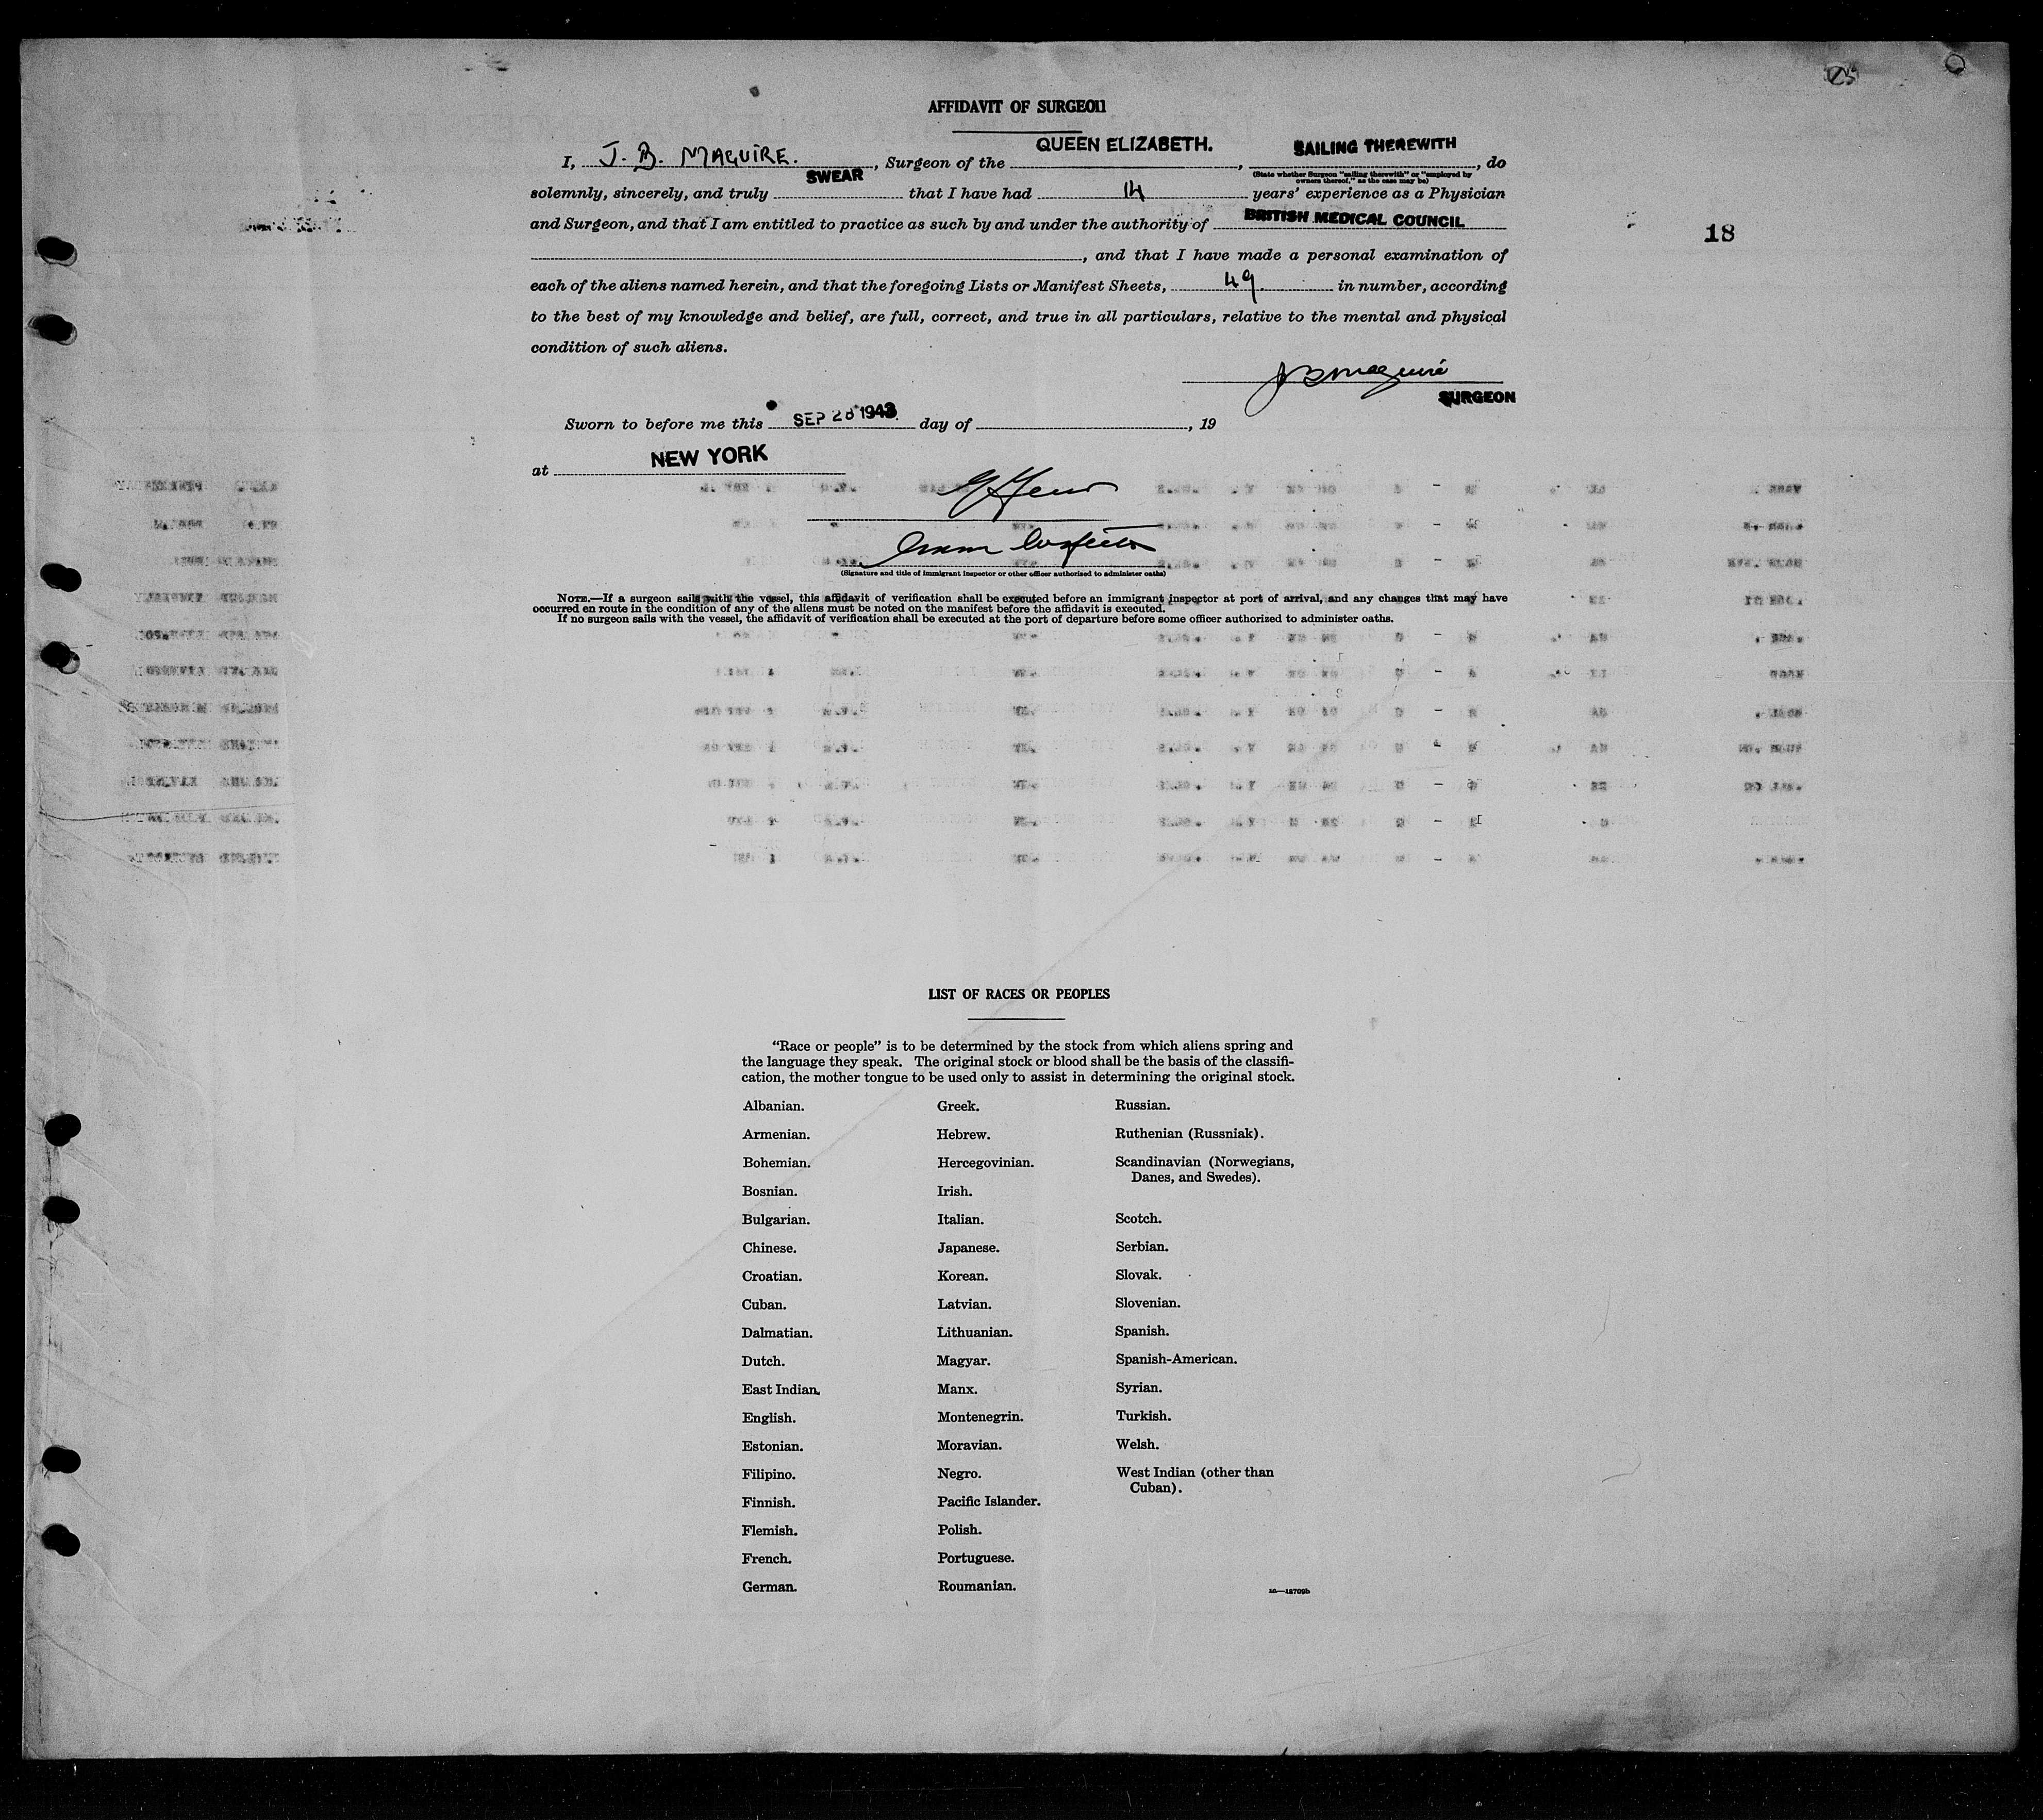 AFFIDAVIT OF SURGEON
I, J. B. MAGUIRE. , Surgeon of the QUEEN ELIZABETH. , SAILING THEREWITH , do
(State whether Surgeon "sailing therewith" or "employed by owners thereof," as the case may be)
solemnly, sincerely, and truly SWEAR that I have had 14 years' experience as a Physician
and Surgeon, and that I am entitled to practice as such by and under the authority of BRITISH MEDICAL COUNCIL
, and that I have made a personal examination of
18
each of the aliens named herein, and that the foregoing Lists or Manifest Sheets, 49. in number, according
to the best of my knowledge and belief, are full, correct, and true in all particulars, relative to the mental and physical
condition of such aliens.
J B Maguire
SURGEON
Sworn to before me this SEP 28 1943. day of , 19
at NEW YORK
(Signature and title of immigrant inspector or other officer authorized to administer oaths)
NOTE.—If a surgeon sails with the vessel, this affidavit of verification shall be executed before an immigrant inspector at port of arrival, and any changes that may have
occurred en route in the condition of any of the aliens must be noted on the manifest before the affidavit is executed.
If no surgeon sails with the vessel, the affidavit of verification shall be executed at the port of departure before some officer authorized to administer oaths.
LIST OF RACES OR PEOPLES
"Race or people" is to be determined by the stock from which aliens spring and
the language they speak. The original stock or blood shall be the basis of the classifi-
cation, the mother tongue to be used only to assist in determining the original stock.
Albanian.
Armenian.
Bohemian.
Bosnian.
Bulgarian.
Chinese.
Croatian.
Cuban.
Dalmatian.
Dutch.
East Indian.
English.
Estonian.
Filipino.
Finnish.
Flemish.
French.
German.
Greek.
Hebrew.
Hercegovinian.
Irish.
Italian.
Japanese.
Korean.
Latvian.
Lithuanian.
Magyar.
Manx.
Montenegrin.
Moravian.
Negro.
Pacific Islander.
Polish.
Portuguese.
Roumanian.
Russian.
Ruthenian (Russniak).
Scandinavian (Norwegians,
Danes, and Swedes).
Scotch.
Serbian.
Slovak.
Slovenian.
Spanish.
Spanish-American.
Syrian.
Turkish.
Welsh.
West Indian (other than
Cuban).